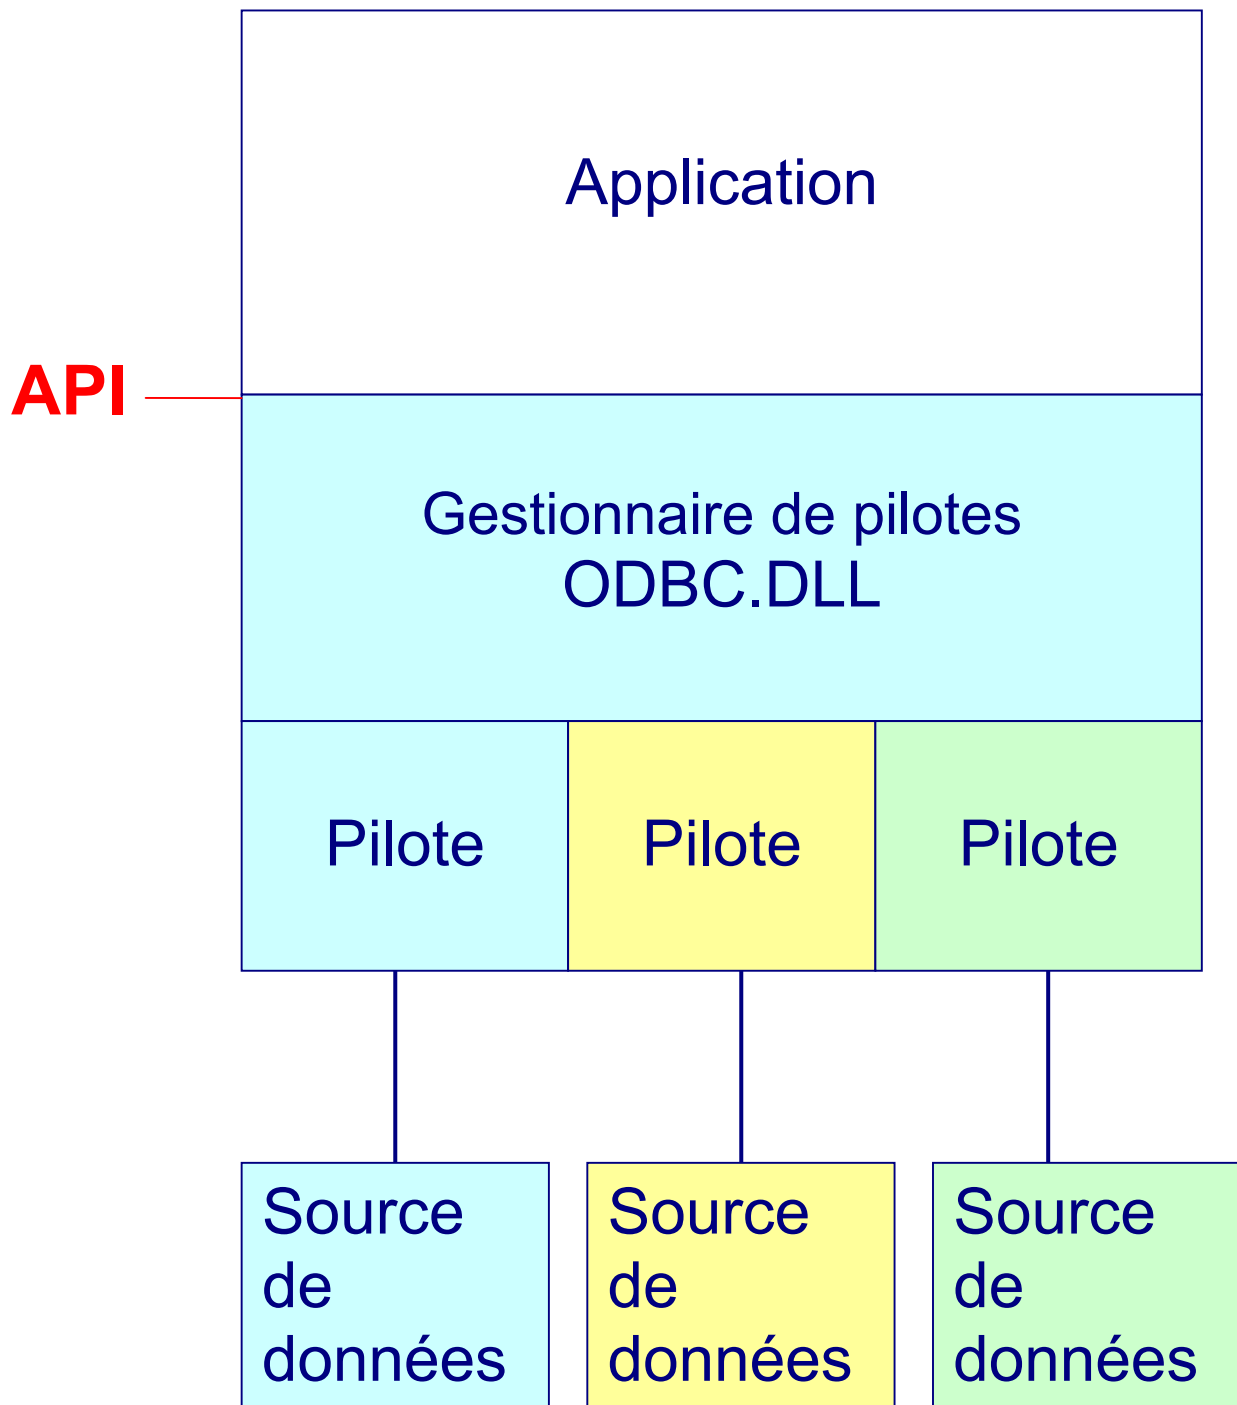 Application
API
Gestionnaire de pilotes
ODBC.DLL
Pilote
Pilote
Pilote
Source
de
données
Source
de
données
Source
de
données